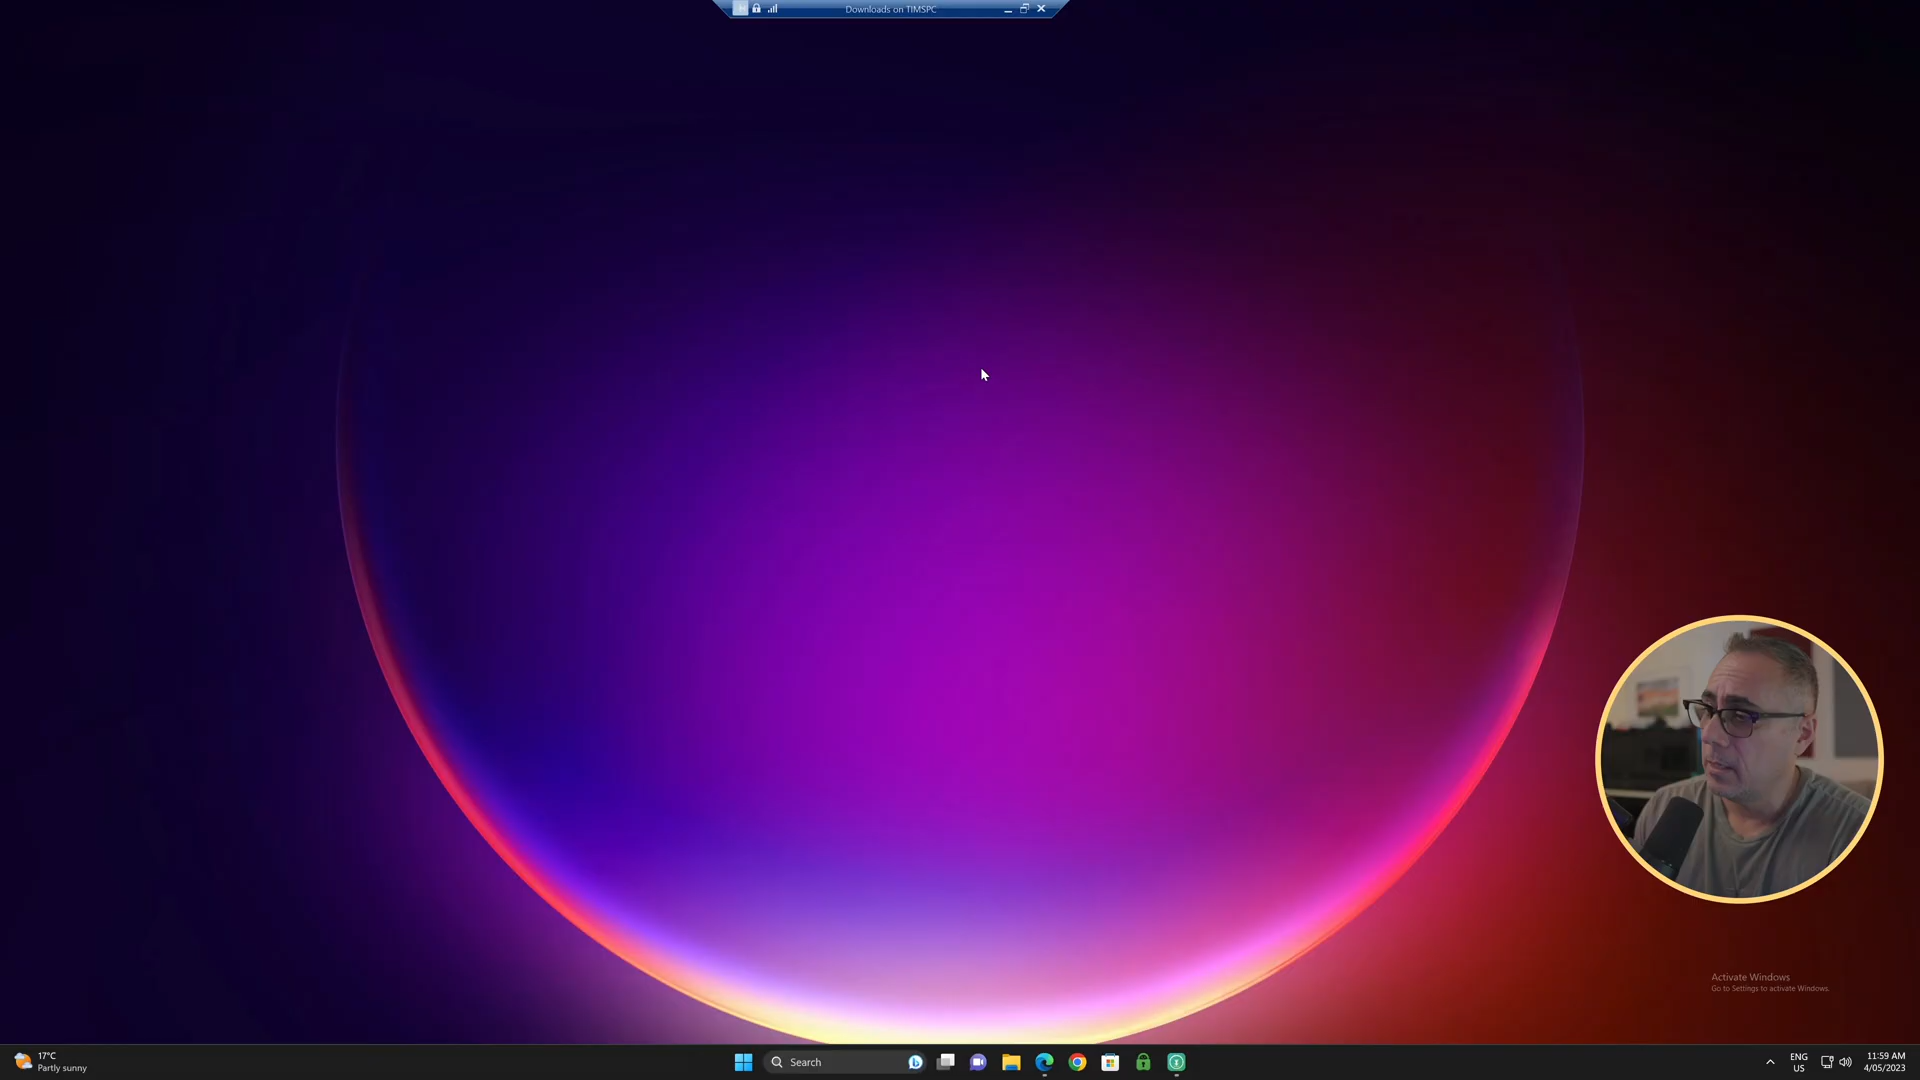 Downloads on TIMSPC
Activate Windows
Go to Settings to activate Windows.
17°C
Partly sunny
Search
ENG
US
11:59 AM
4/05/2023